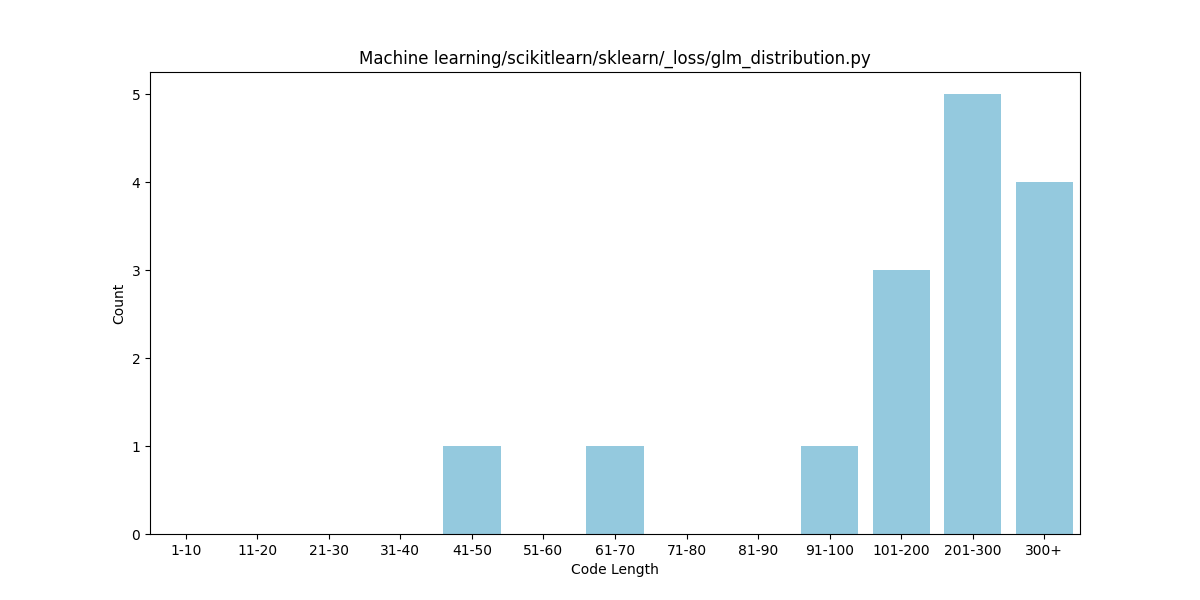 Machine learning/scikitlearn/sklearn/_loss/glm_distribution.py
5
4
3
2
1
0
Count
1-10 11-20 21-30 31-40 41-50 51-60 61-70 71-80 81-90 91-100 101-200 201-300 300+
Code Length